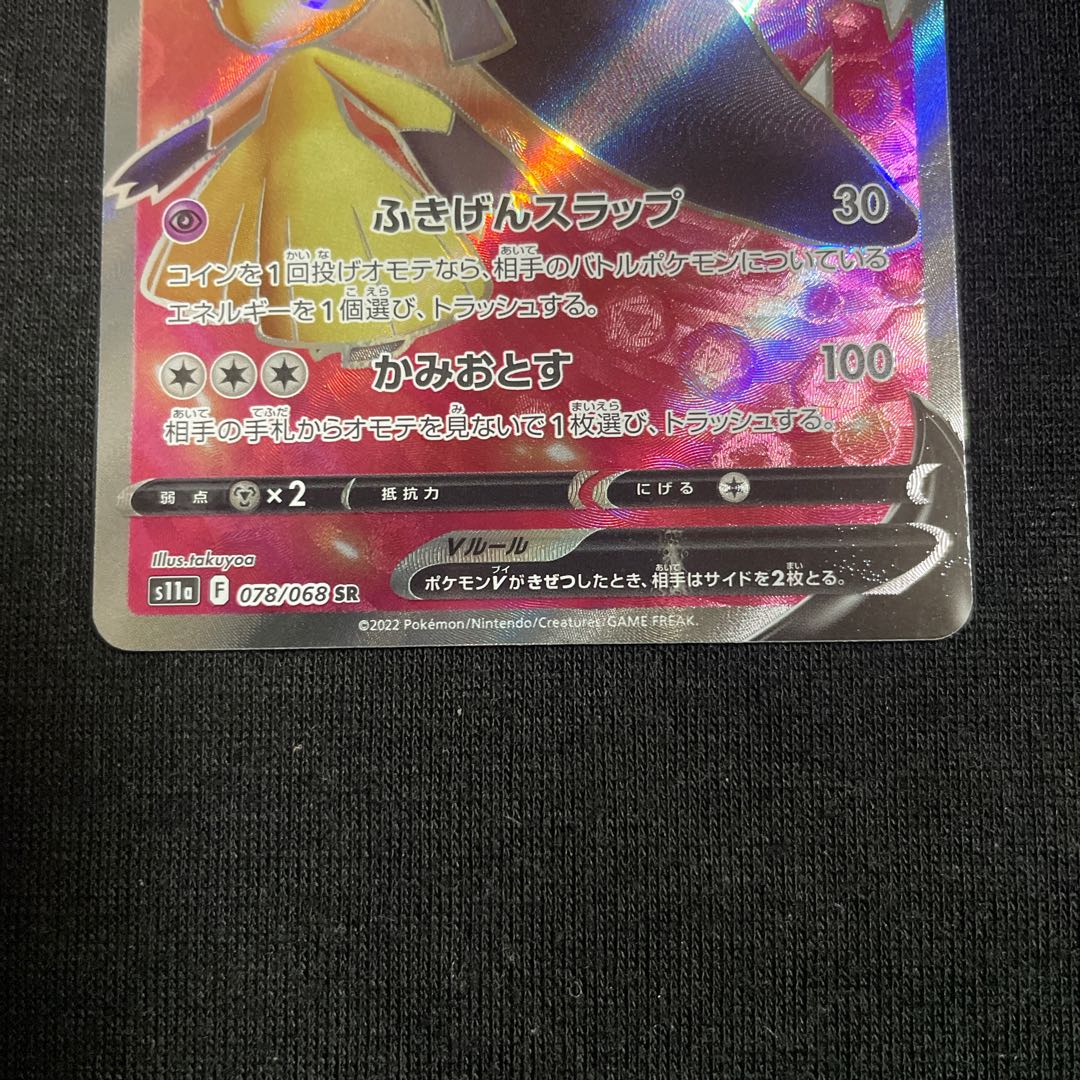 ふきげんスラップ 30
コインを1回投げオモテなら、相手のバトルポケモンについている
エネルギーを1個選び、トラッシュする。
かみおとす 100
相手の手札からオモテを見ないで1枚選び、トラッシュする。
弱点 ×2 抵抗力 にげる
Illus.takuyoa
Vルール
ポケモンVがきぜつしたとき、相手はサイドを2枚とる。
s11a F 078/068 SR
©2022 Pokémon/Nintendo/Creatures/GAME FREAK.